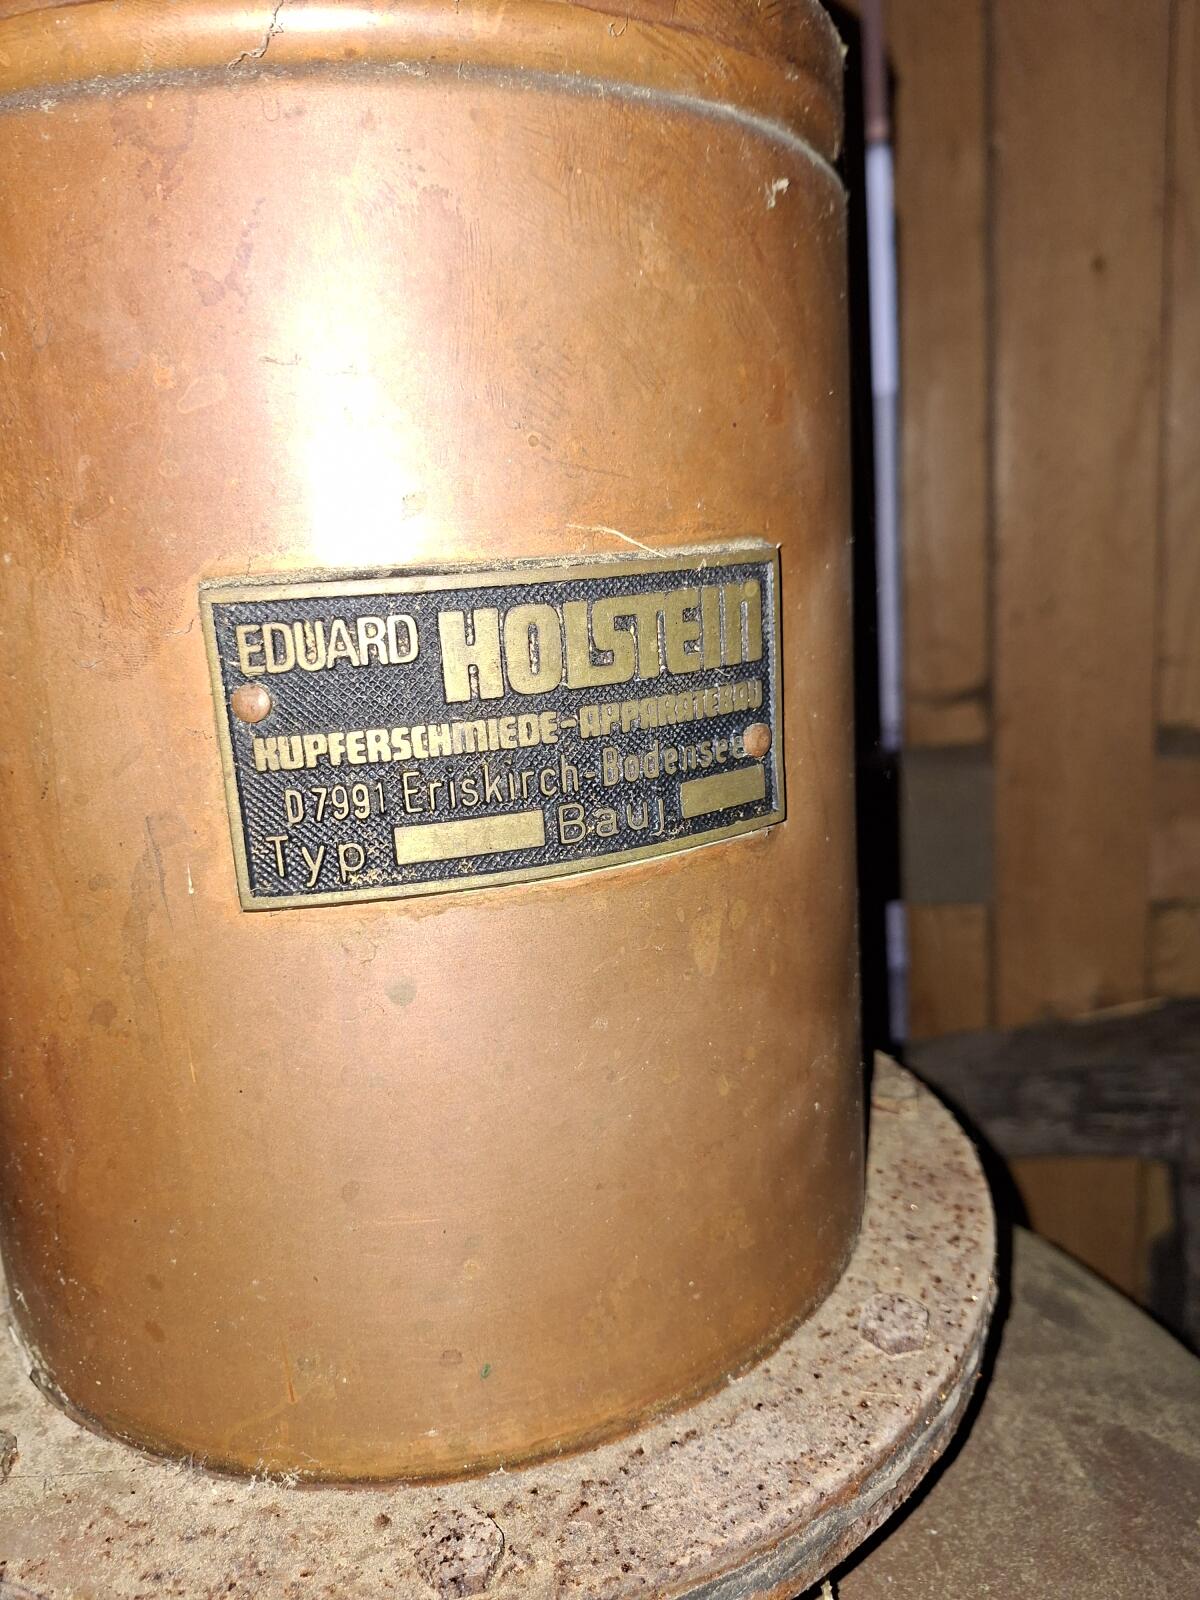 EDUARD HOLSTEIN
KUPFERSCHMIEDE-APPARATEBAU
D7991 Eriskirch-Bodensee
Typ Bauj